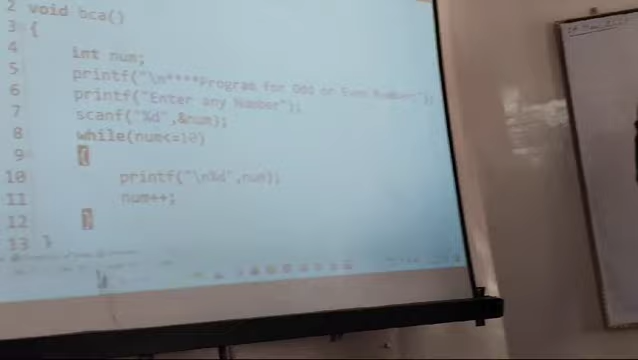 2 void bca()
3 {
4 int num;
5 printf("\n****Program for Odd or Even Number
6 printf("Enter any Number");
7 scanf("%d",&num);
8 while(num<=10)
9 {
10 printf("\n%d",num);
11 num++;
12 }
13 }